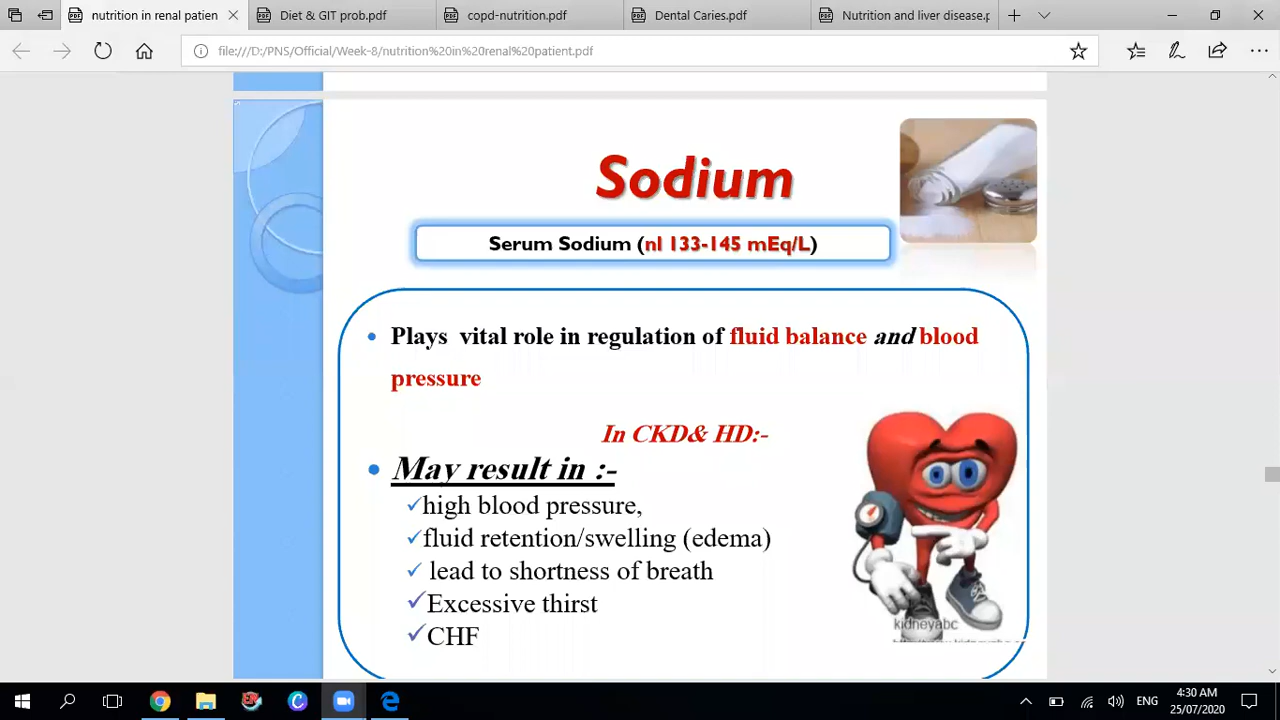 nutrition in renal patien
Diet & GIT prob.pdf
copd-nutrition.pdf
Dental Caries.pdf
Nutrition and liver disease.p
file:///D:/PNS/Official/Week-8/nutrition%20in%20renal%20patient.pdf
Sodium
Serum Sodium (nl 133-145 mEq/L)
• Plays vital role in regulation of fluid balance and blood
pressure
In CKD& HD:-
• May result in :-
✓high blood pressure,
✓fluid retention/swelling (edema)
✓ lead to shortness of breath
✓Excessive thirst
✓CHF
kidneyabc
ENG
4:30 AM
25/07/2020